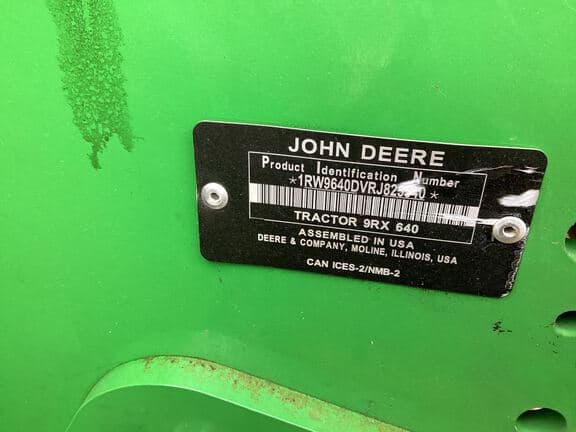 JOHN DEERE
Product Identification Number
TRACTOR 9RX 640
ASSEMBLED IN USA
DEERE & COMPANY, MOLINE, ILLINOIS, USA
CAN ICES-2/NMB-2